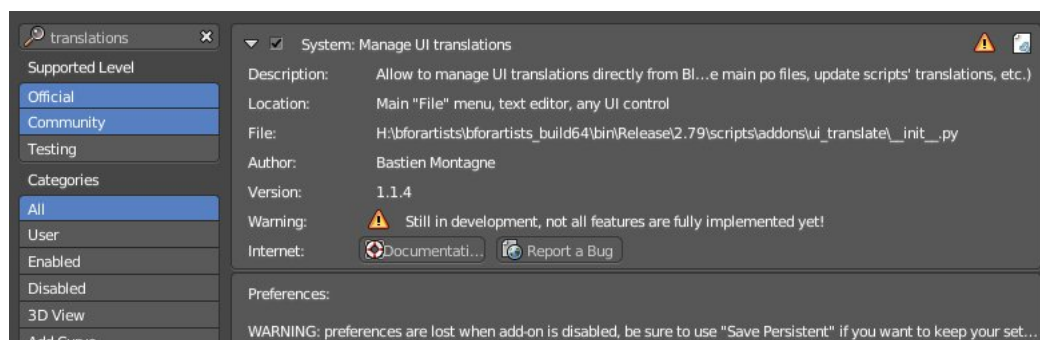 translations
Supported Level
Official
Community
Testing
Categories
All
User
Enabled
Disabled
3D View
Add Curve
System: Manage UI translations
Description: Allow to manage UI translations directly from Bl...e main po files, update scripts' translations, etc.)
Location: Main "File" menu, text editor, any UI control
File: H:\bforartists\bforartists_build64\bin\Release\2.79\scripts\addons\ui_translate\__init__.py
Author: Bastien Montagne
Version: 1.1.4
Warning: Still in development, not all features are fully implemented yet!
Internet: Documentati... Report a Bug
Preferences:
WARNING: preferences are lost when add-on is disabled, be sure to use "Save Persistent" if you want to keep your set...